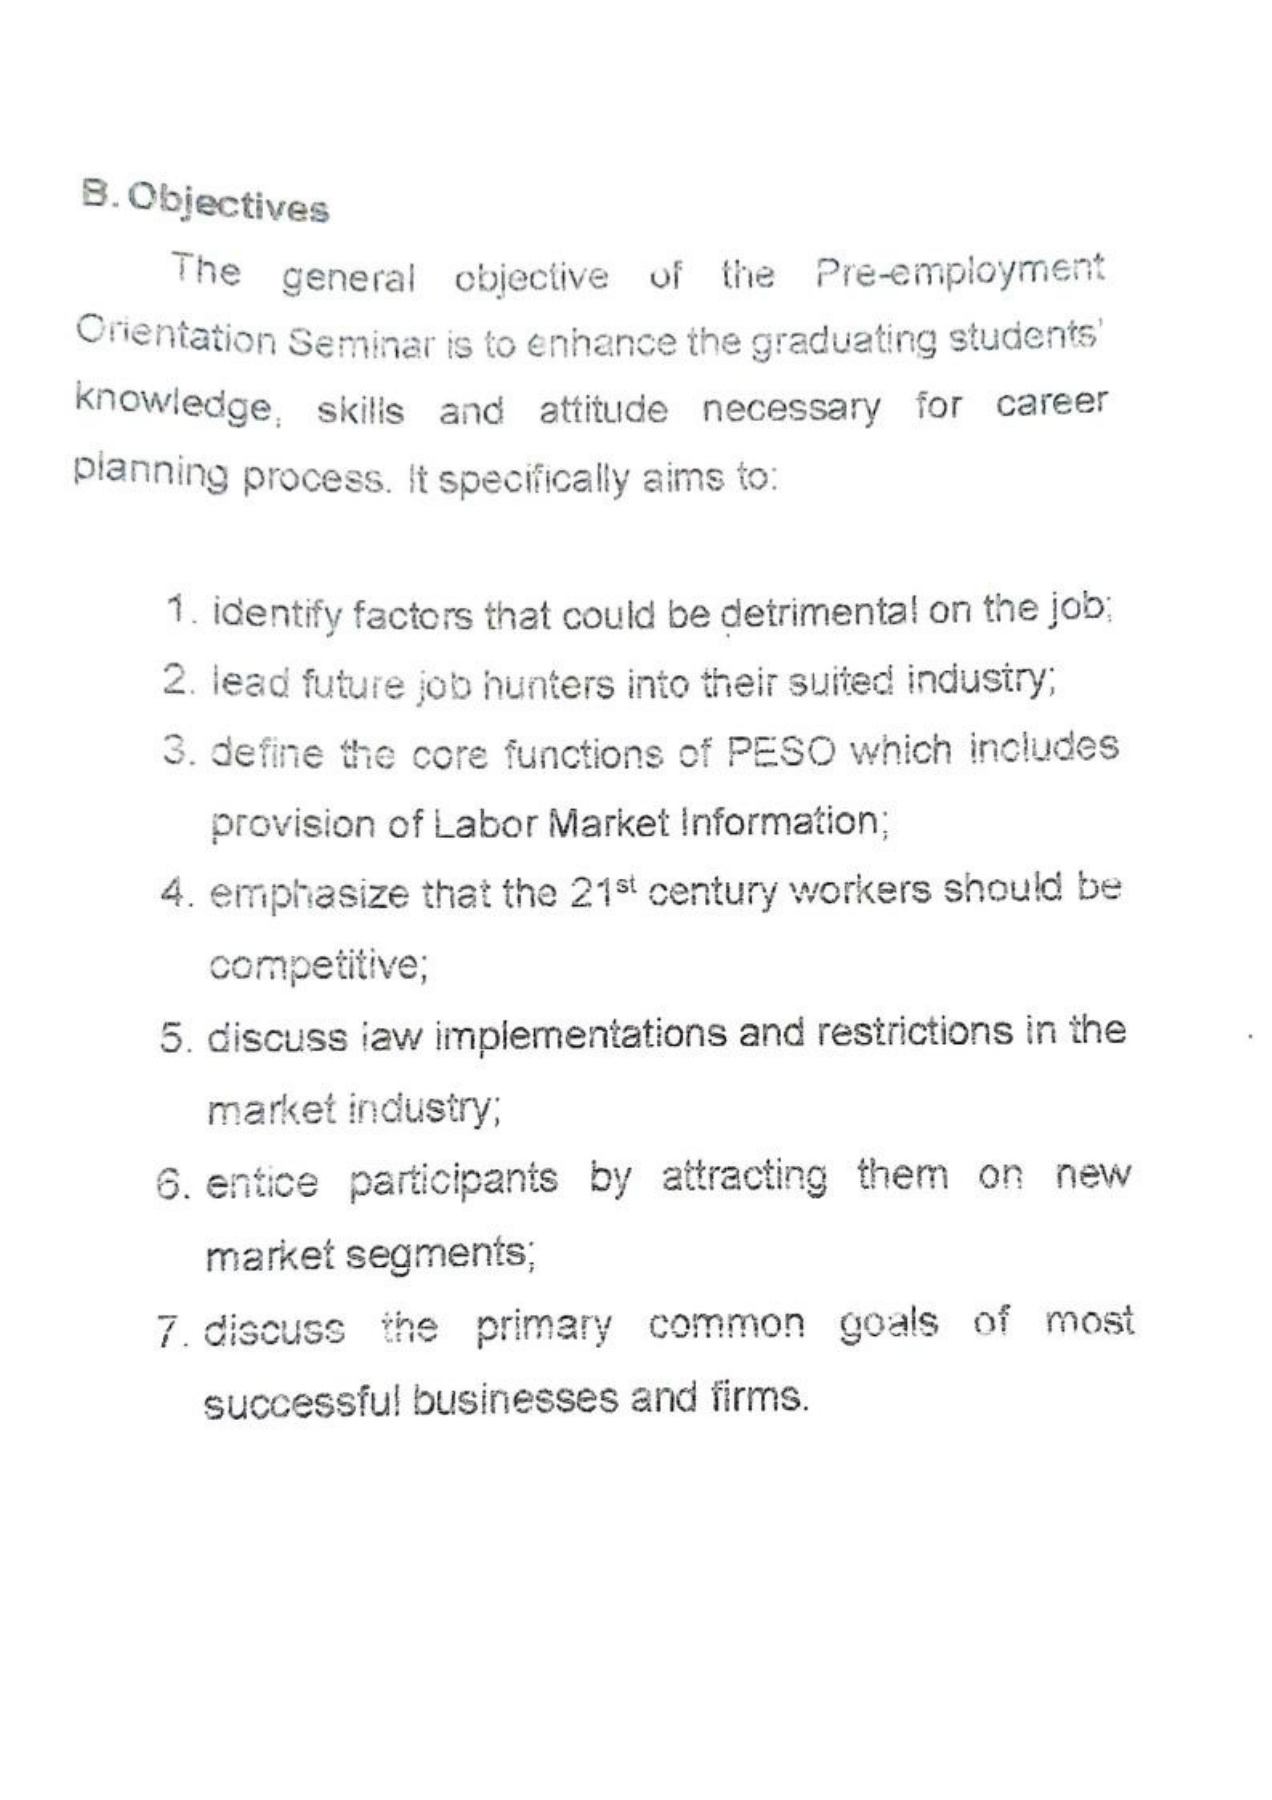 B. Objectives
The general objective of the Pre-employment
Orientation Seminar is to enhance the graduating students'
knowledge, skills and attitude necessary for career
planning process. It specifically aims to:
1. identify factors that could be detrimental on the job;
2. lead future job hunters into their suited industry;
3. define the core functions of PESO which includes
provision of Labor Market Information;
4. emphasize that the 21st century workers should be
competitive;
5. discuss law implementations and restrictions in the
market industry;
6. entice participants by attracting them on new
market segments;
7. discuss the primary common goals of most
successful businesses and firms.